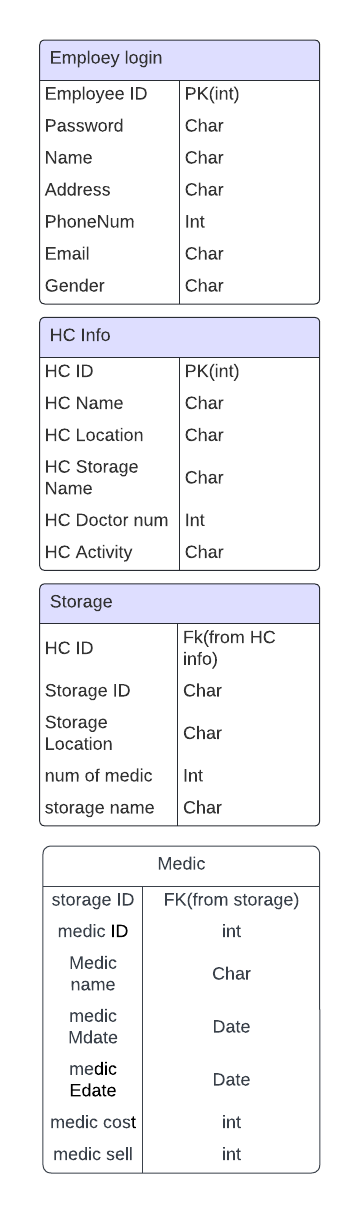 Emploey login
Employee ID PK(int)
Password Char
Name Char
Address Char
PhoneNum Int
Email Char
Gender Char
HC Info
HC ID PK(int)
HC Name Char
HC Location Char
HC Storage
Name Char
HC Doctor num Int
HC Activity Char
Storage
HC ID Fk(from HC
info)
Storage ID Char
Storage
Location Char
num of medic Int
storage name Char
Medic
storage ID FK(from storage)
medic ID int
Medic
name Char
medic
Mdate Date
medic
Edate Date
medic cost int
medic sell int